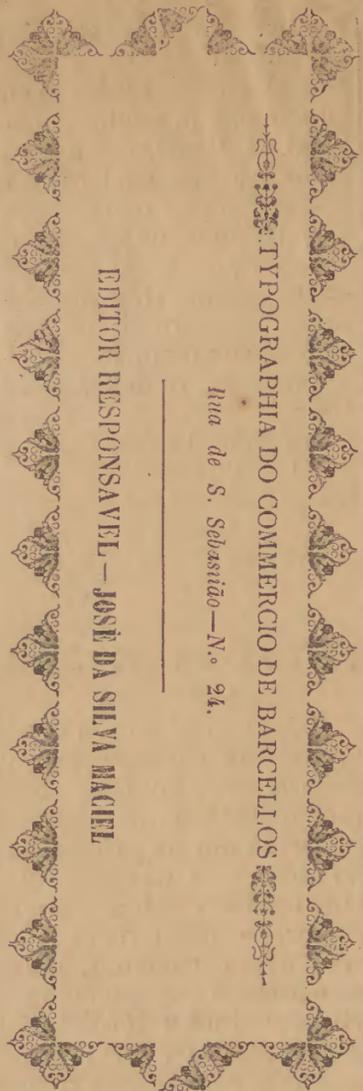 TYPOGRAPHIA DO COMMERCIO DE BARCELLOS
Rua de S. Sebastião—N.º 24.
EDITOR RESPONSAVEL — JOSÉ DA SILVA MACIEL